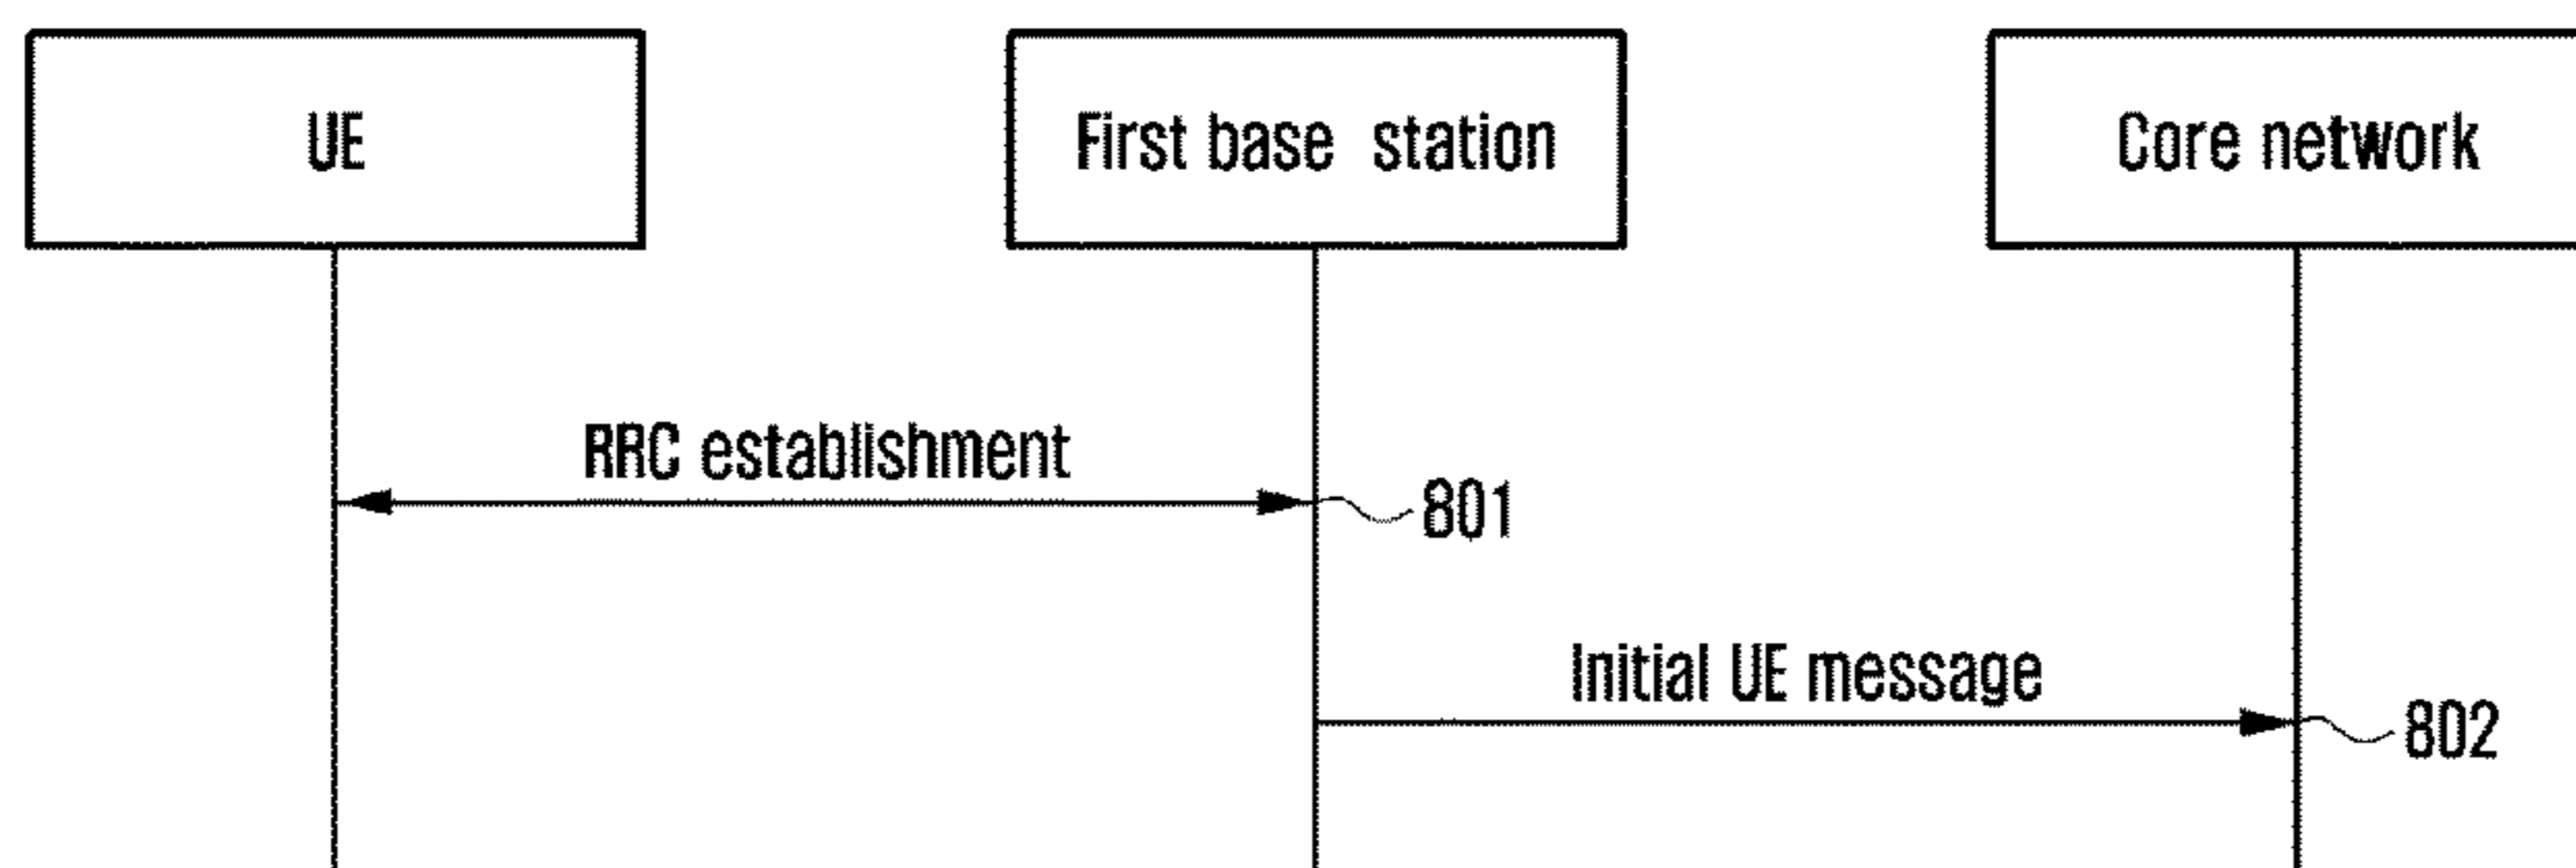 UE
First base station
Core network
RRC establishment
801
Initial UE message
802